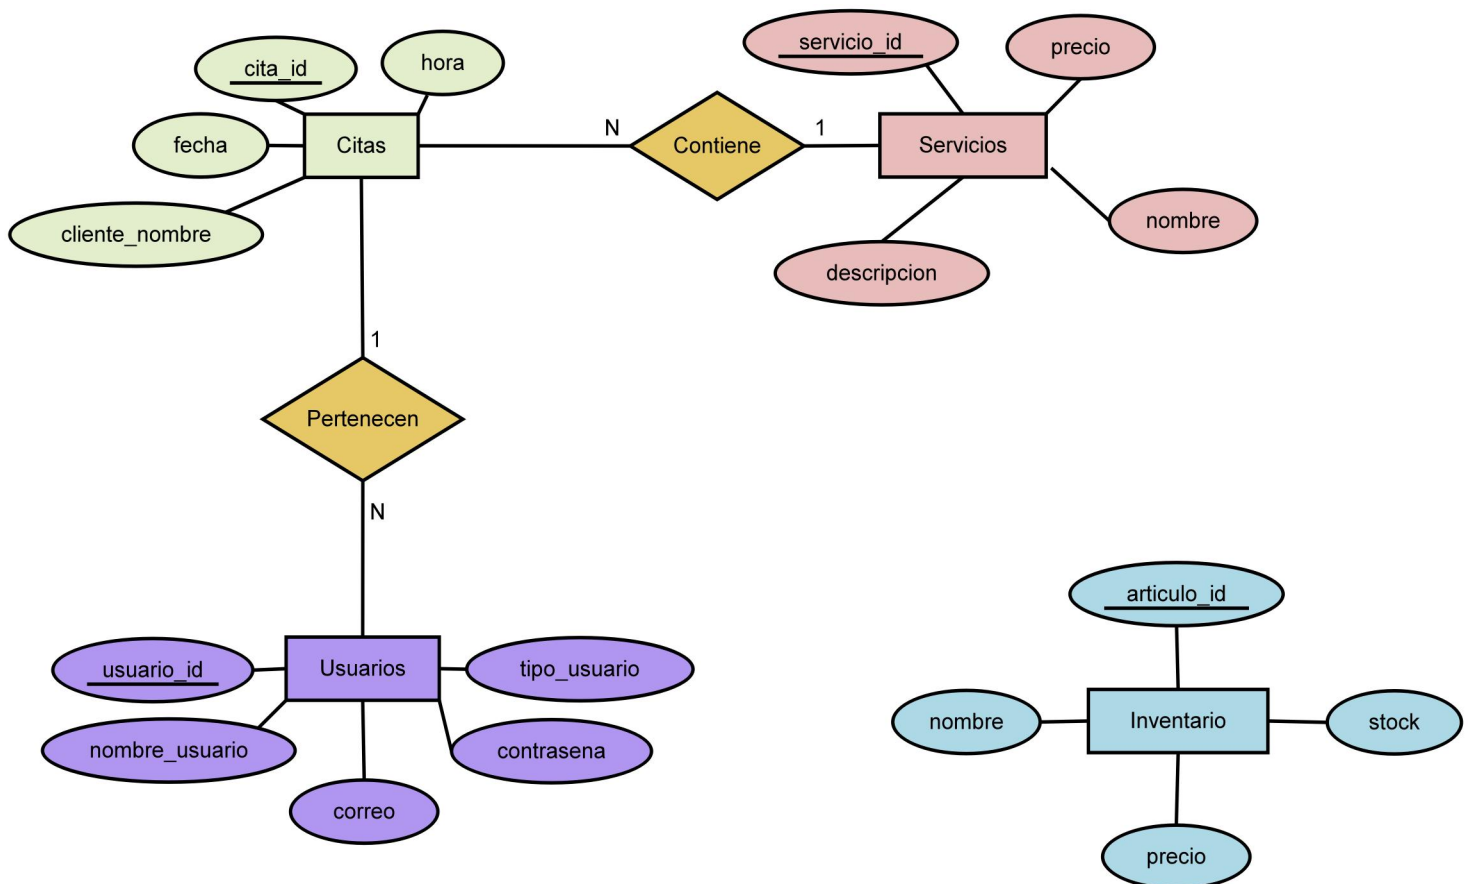 servicio_id
precio
cita_id
hora
N
1
fecha
Citas
Contiene
Servicios
cliente_nombre
nombre
descripcion
1
Pertenecen
N
articulo_id
usuario_id
Usuarios
tipo_usuario
nombre_usuario
contrasena
nombre
Inventario
stock
correo
precio